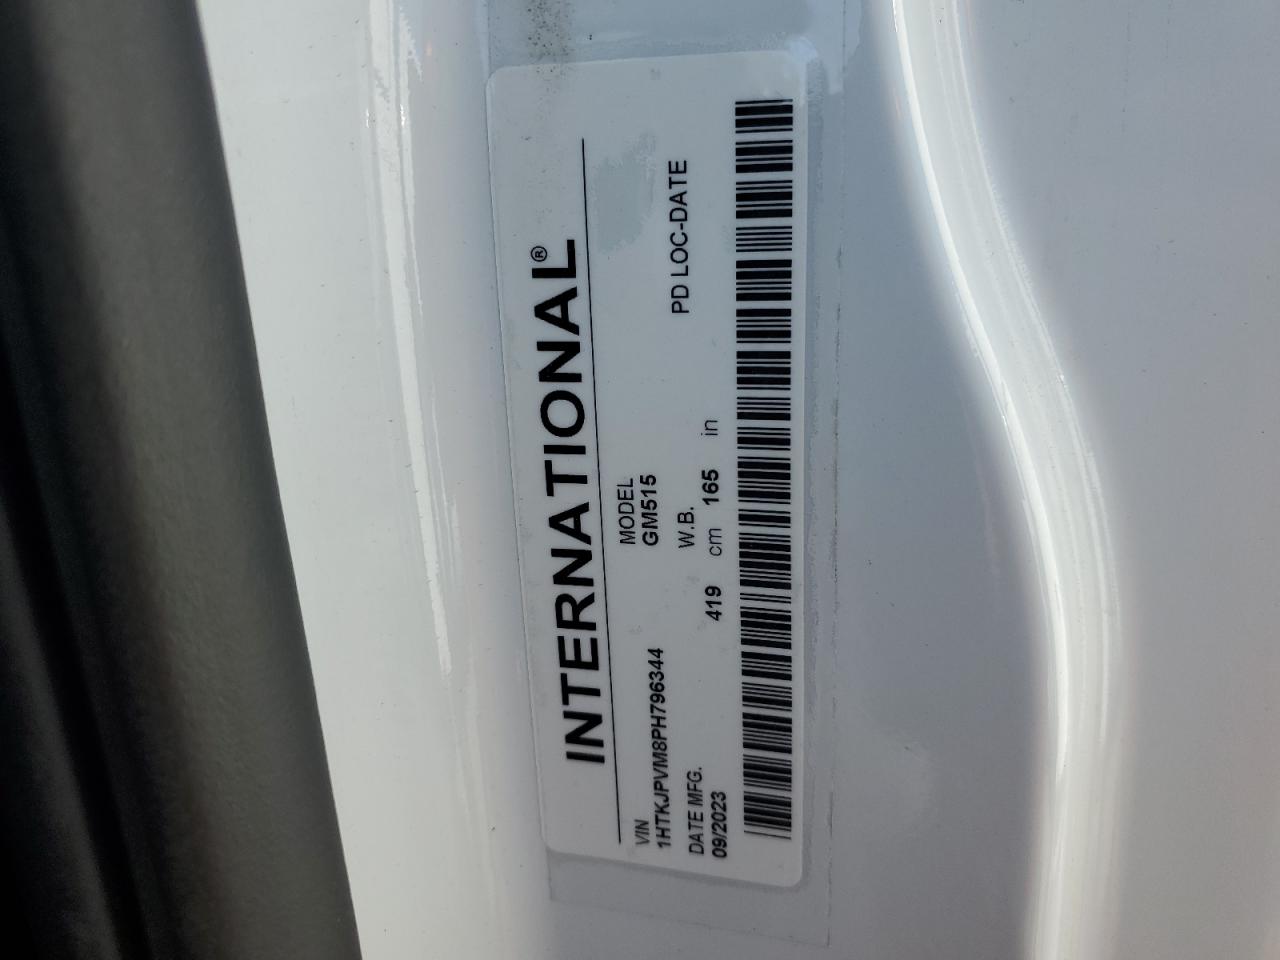 INTERNATIONAL®
VIN
1HTKJPVM8PH796344
MODEL
GM515
DATE MFG.
09/2023
W.B.
419 cm 165 in
PD LOC-DATE